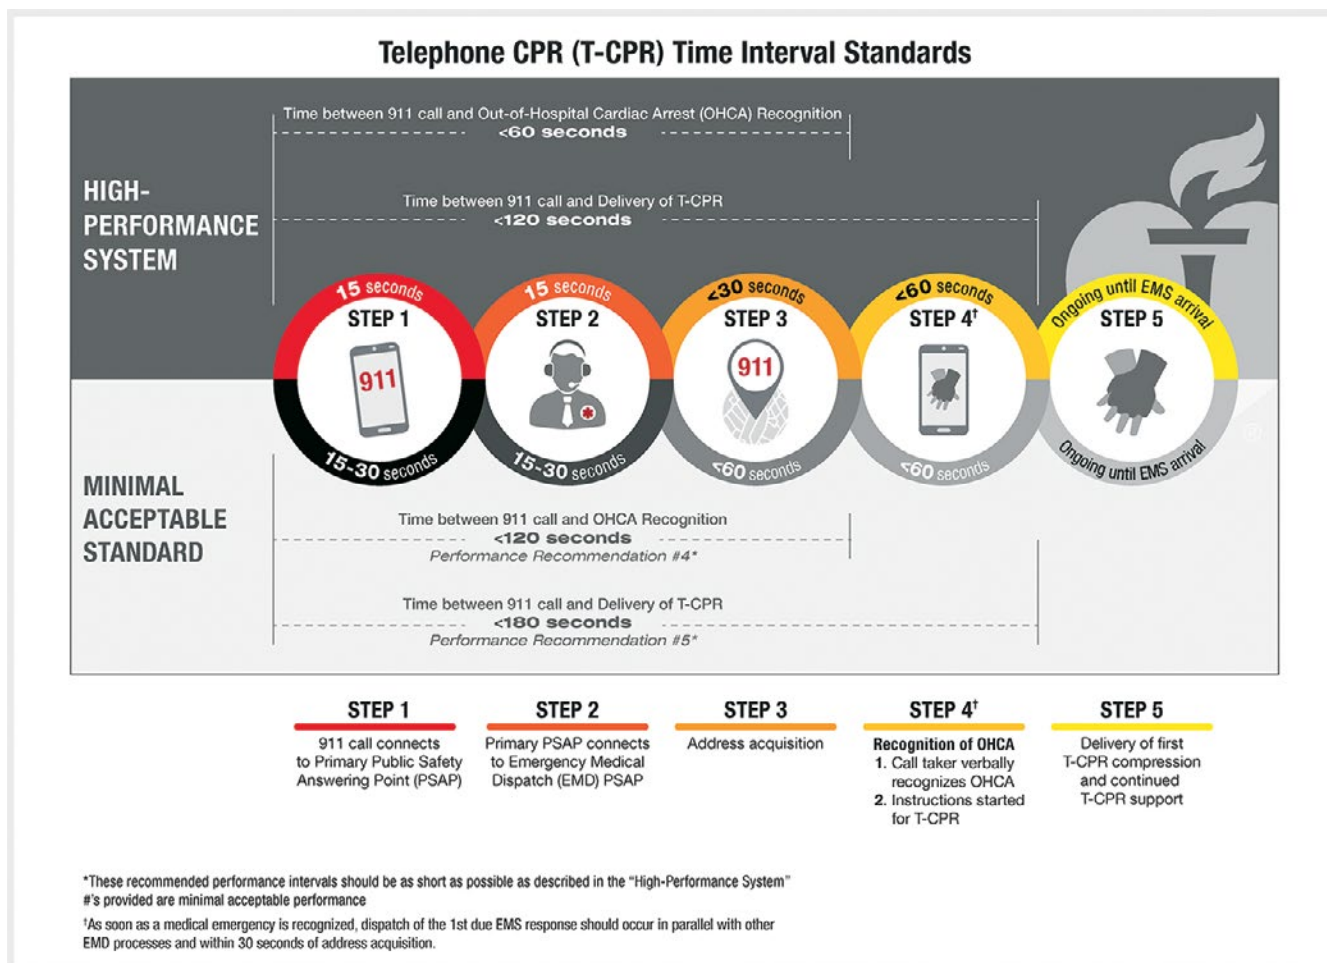 Telephone CPR (T-CPR) Time Interval Standards
Time between 911 call and Out-of-Hospital Cardiac Arrest (OHCA) Recognition
<60 seconds
HIGH-
PERFORMANCE
SYSTEM
Time between 911 call and Delivery of T-CPR
<120 seconds
15 seconds
STEP 1
911
15-30 seconds
15 seconds
STEP 2
15-30 seconds
<30 seconds
STEP 3
911
<60 seconds
<60 seconds
STEP 4†
<60 seconds
Ongoing until EMS arrival
STEP 5
Ongoing until EMS arrival
MINIMAL
ACCEPTABLE
STANDARD
Time between 911 call and OHCA Recognition
<120 seconds
Performance Recommendation #4*
Time between 911 call and Delivery of T-CPR
<180 seconds
Performance Recommendation #5*
STEP 1
911 call connects
to Primary Public Safety
Answering Point (PSAP)
STEP 2
Primary PSAP connects
to Emergency Medical
Dispatch (EMD) PSAP
STEP 3
Address acquisition
STEP 4†
Recognition of OHCA
1. Call taker verbally
recognizes OHCA
2. Instructions started
for T-CPR
STEP 5
Delivery of first
T-CPR compression
and continued
T-CPR support
*These recommended performance intervals should be as short as possible as described in the “High-Performance System”
#’s provided are minimal acceptable performance
†As soon as a medical emergency is recognized, dispatch of the 1st due EMS response should occur in parallel with other
EMD processes and within 30 seconds of address acquisition.